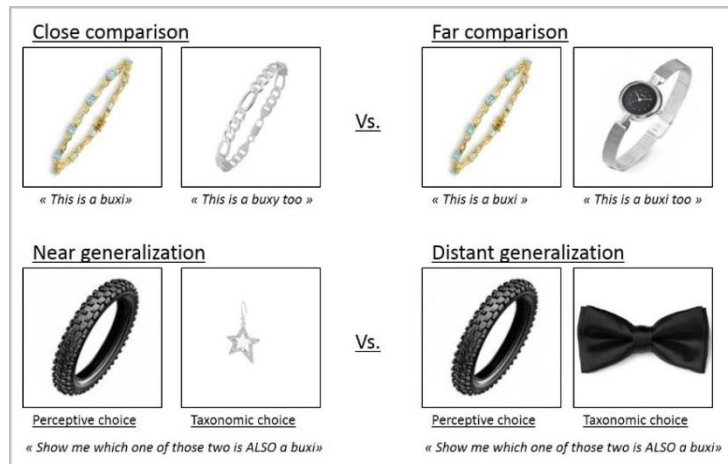 Close comparison
Far comparison
Vs.
« This is a buxi»
« This is a buxy too »
« This is a buxi »
« This is a buxi too »
Near generalization
Distant generalization
Vs.
Perceptive choice
Taxonomic choice
Perceptive choice
Taxonomic choice
« Show me which one of those two is ALSO a buxi»
« Show me which one of those two is ALSO a buxi»